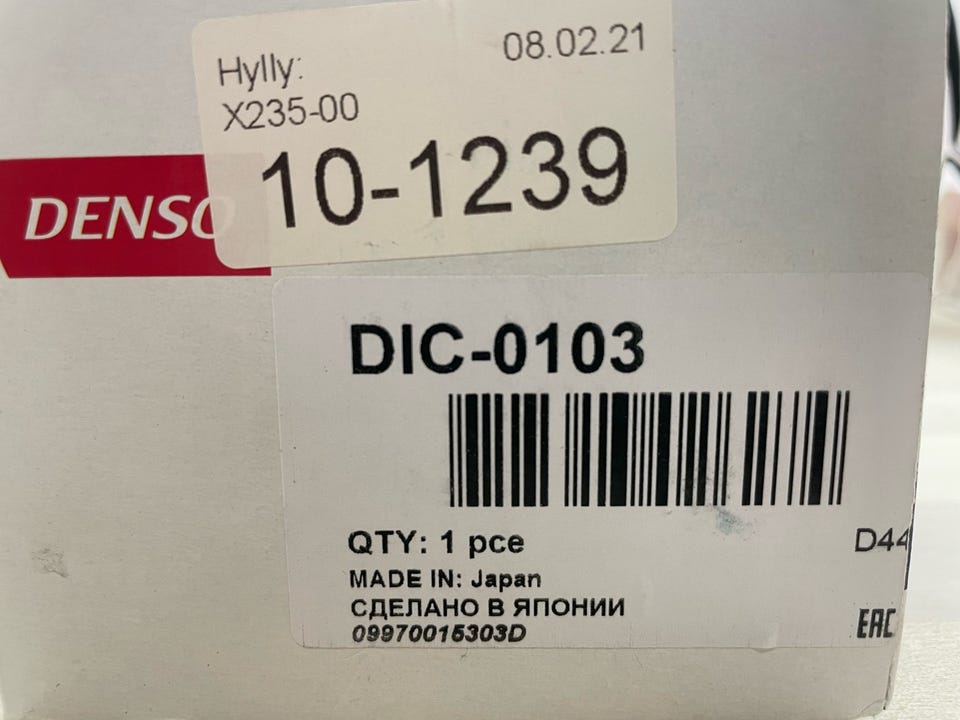 Hylly:
08.02.21
X235-00
10-1239
DENSO
DIC-0103
QTY: 1 pce
D44
MADE IN: Japan
СДЕЛАНО В ЯПОНИИ
09970015303D
EAC